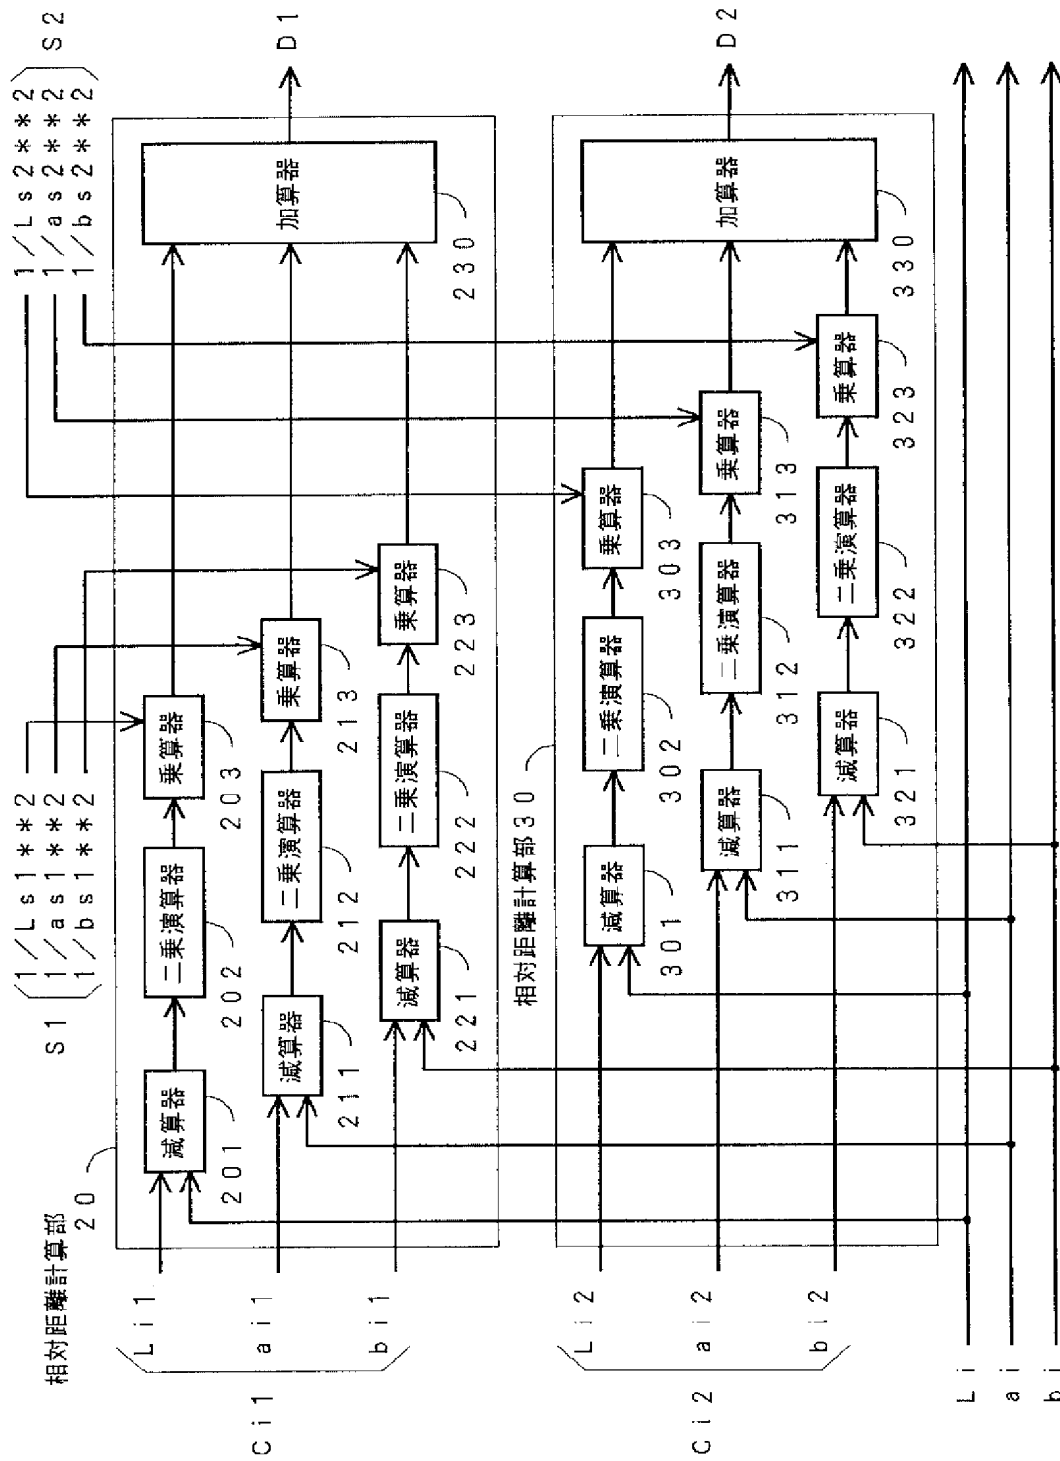 相対距離計算部
20
Ci1
Li1
ai1
bi1
S1
1/Ls1**2
1/as1**2
1/bs1**2
S2
1/Ls2**2
1/as2**2
1/bs2**2
減算器
201
二乗演算器
202
乗算器
203
減算器
211
二乗演算器
212
乗算器
213
減算器
221
二乗演算器
222
乗算器
223
加算器
230
D1
相対距離計算部30
Ci2
Li2
ai2
bi2
減算器
301
二乗演算器
302
乗算器
303
減算器
311
二乗演算器
312
乗算器
313
減算器
321
二乗演算器
322
乗算器
323
加算器
330
D2
Li
ai
bi